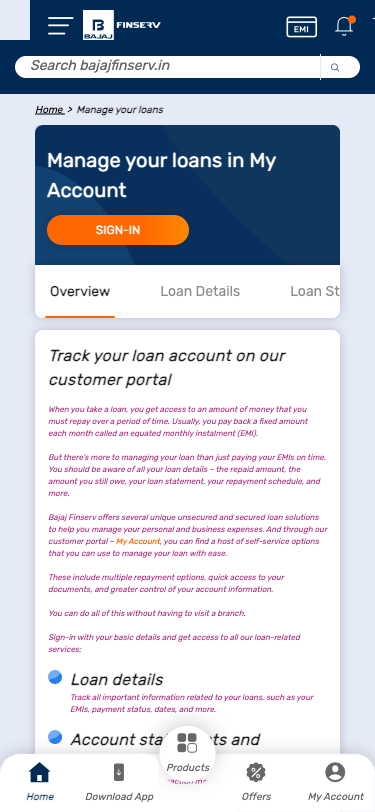 BAJAJ FINSERV
EMI
Search bajajfinserv.in
Home > Manage your loans
Manage your loans in My
Account
SIGN-IN
Overview Loan Details Loan St
Track your loan account on our
customer portal
When you take a loan, you get access to an amount of money that you
must repay over a period of time. Usually, you pay back a fixed amount
each month called an equated monthly instalment (EMI).
But there's more to managing your loan than just paying your EMIs on time.
You should be aware of all your loan details – the repaid amount, the
amount you still owe, your loan statement, your repayment schedule, and
more.
Bajaj Finserv offers several unique unsecured and secured loan solutions
to help you manage your personal and business expenses. And through our
customer portal – My Account, you can find a host of self-service options
that you can use to manage your loan with ease.
These include multiple repayment options, quick access to your
documents, and greater control of your account information.
You can do all of this without having to visit a branch.
Sign-in with your basic details and get access to all our loan-related
services:
Loan details
Track all important information related to your loans, such as your
EMIs, payment status, dates, and more.
Account sta ts and
Home Download App Products Offers My Account